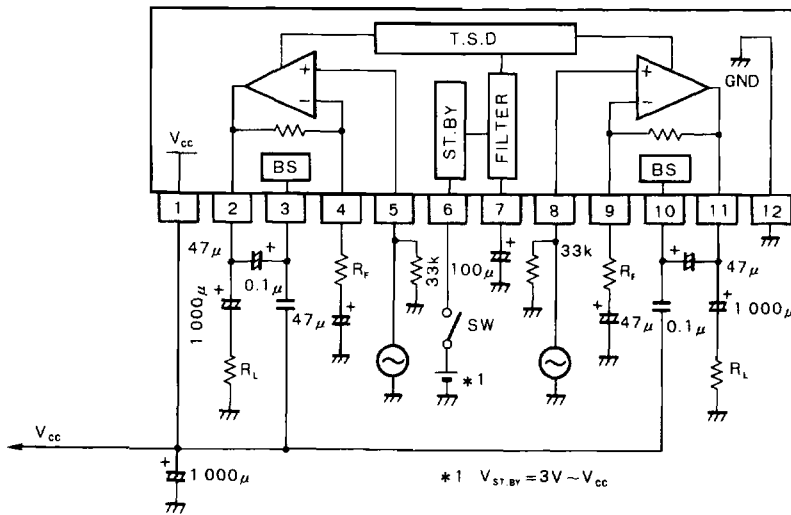 T.S.D
GND
ST.BY
FILTER
Vcc
BS
BS
+
−
+
−
1
2
3
4
5
6
7
8
9
10
11
12
47μ
+
0.1μ
1000μ
+
47μ
RF
+
RL
33k
100μ
+
SW
*1
33k
RF
47μ
+
0.1μ
+
47μ
+
1000μ
RL
Vcc
+
1000μ
*1 VST.BY=3V~Vcc